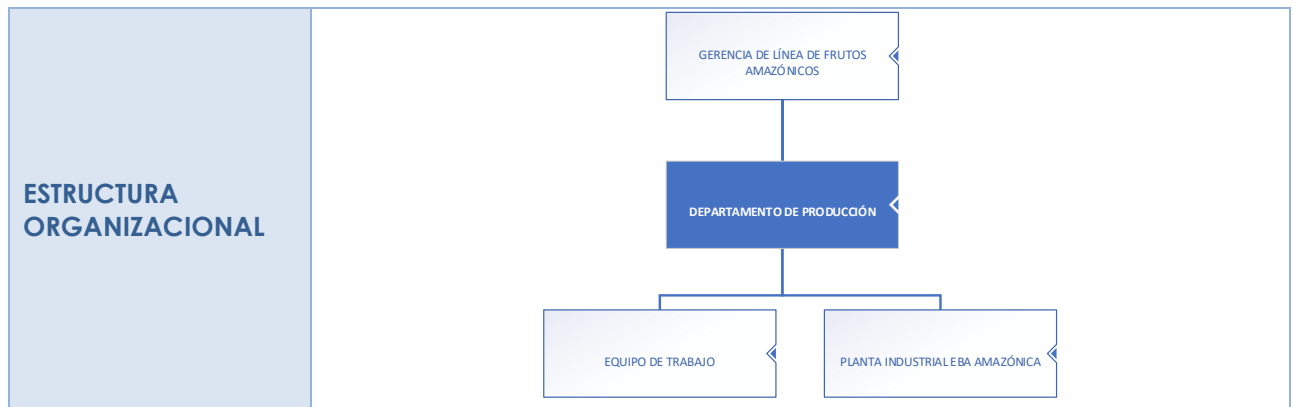 ESTRUCTURA
ORGANIZACIONAL
GERENCIA DE LÍNEA DE FRUTOS
AMAZÓNICOS
DEPARTAMENTO DE PRODUCCIÓN
EQUIPO DE TRABAJO
PLANTA INDUSTRIAL EBA AMAZÓNICA